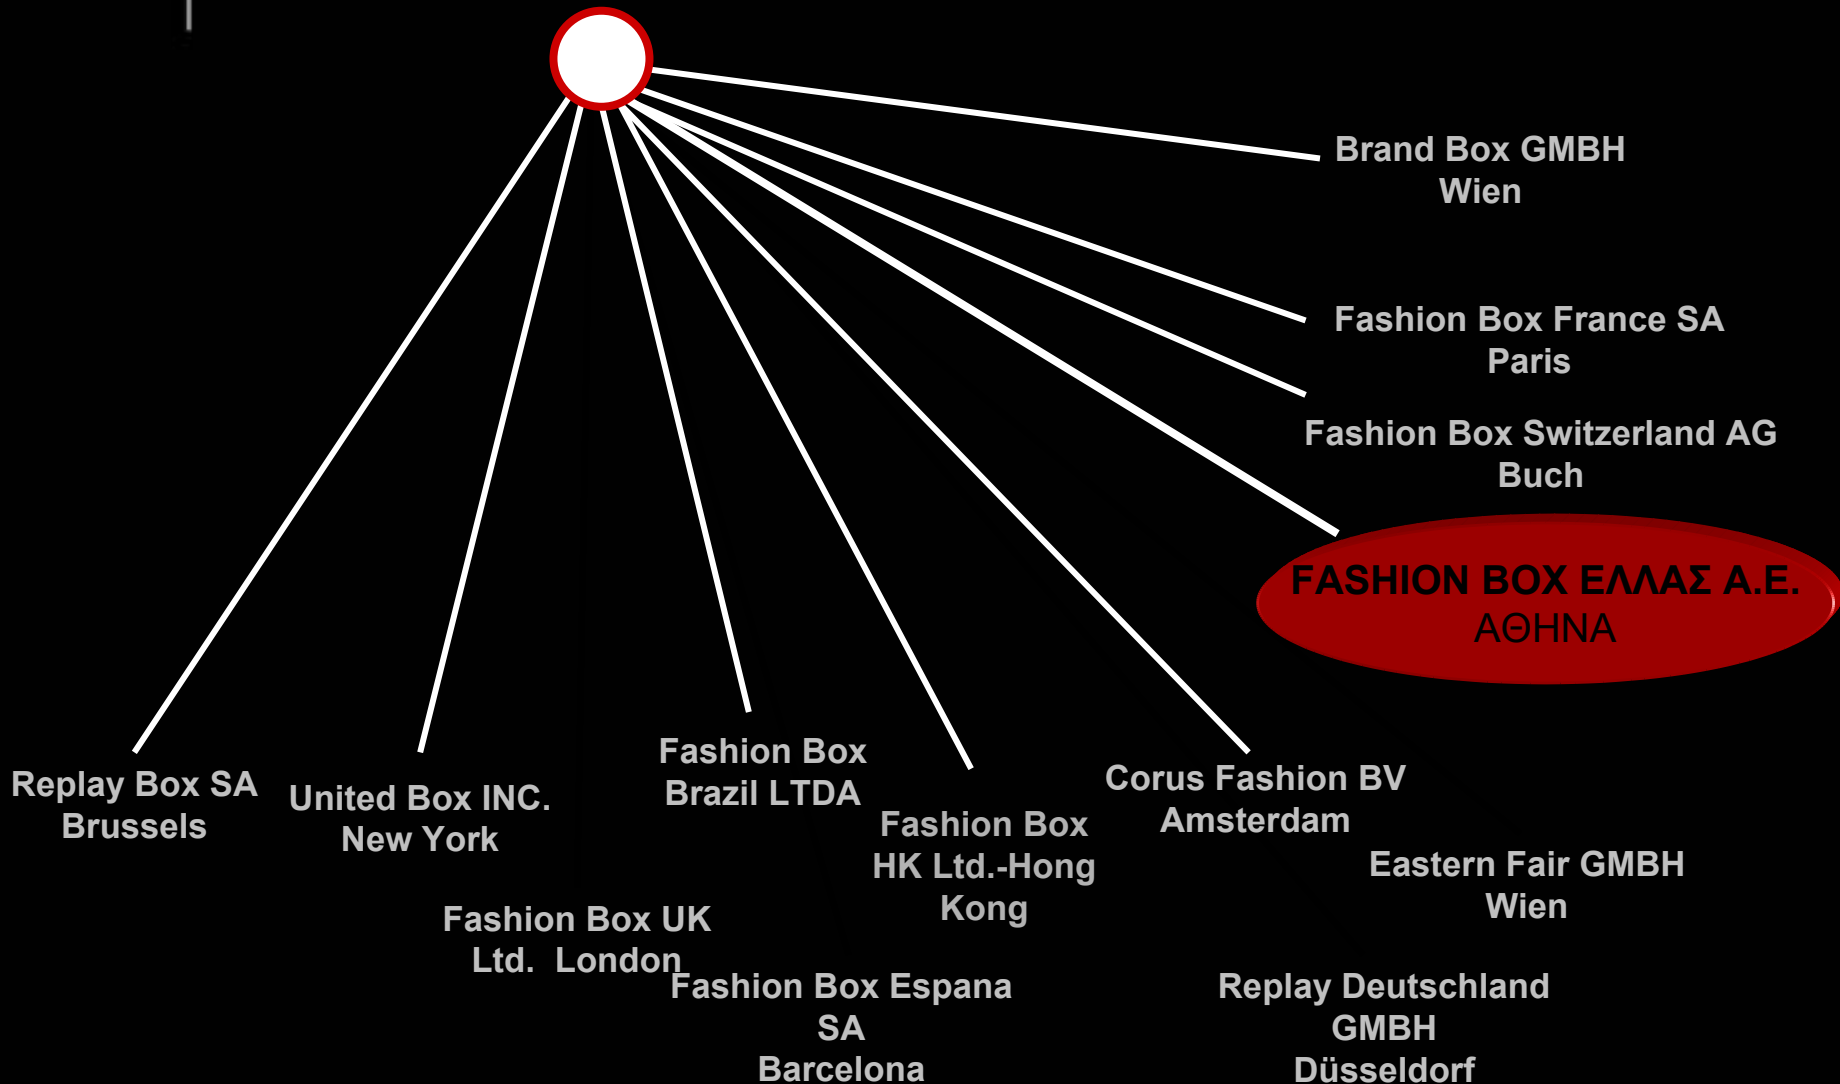 Brand Box GMBH
Wien
Fashion Box France SA
Paris
Fashion Box Switzerland AG
Buch
FASHION BOX ΕΛΛΑΣ Α.Ε.
ΑΘΗΝΑ
Replay Box SA
Brussels
United Box INC.
New York
Fashion Box
Brazil LTDA
Fashion Box
HK Ltd.-Hong
Kong
Corus Fashion BV
Amsterdam
Eastern Fair GMBH
Wien
Fashion Box UK
Ltd.  London
Fashion Box Espana
SA
Barcelona
Replay Deutschland
GMBH
Düsseldorf